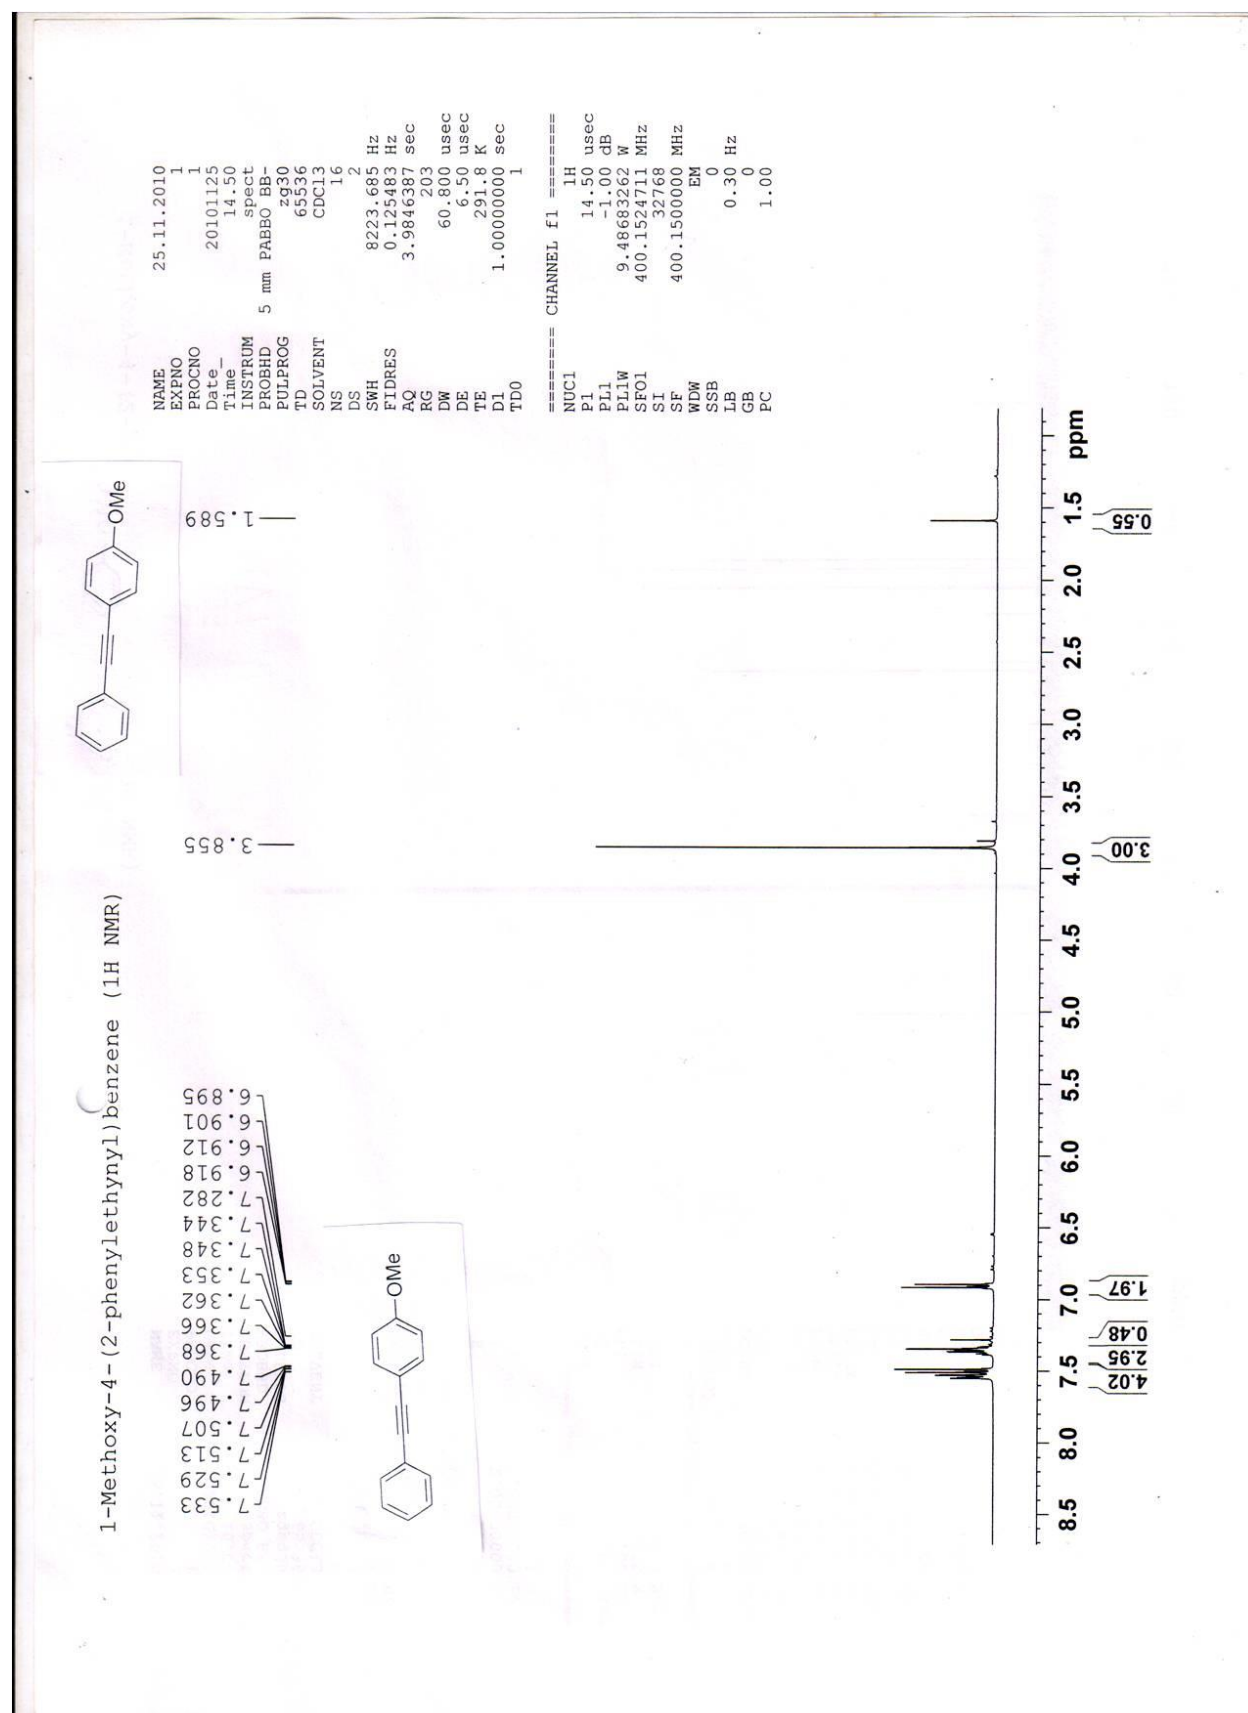 1-Methoxy-4-(2-phenylethynyl)benzene (1H NMR)
7.533
7.529
7.513
7.507
7.496
7.490
7.368
7.366
7.362
7.353
7.348
7.344
7.282
6.918
6.912
6.901
6.895
3.855
1.589
OMe
OMe
NAME 25.11.2010
EXPNO 1
PROCNO 1
Date_ 20101125
Time 14.50
INSTRUM spect
PROBHD 5 mm PABBO BB-
PULPROG zg30
TD 65536
SOLVENT CDCl3
NS 16
DS 2
SWH 8223.685 Hz
FIDRES 0.125483 Hz
AQ 3.9846387 sec
RG 203
DW 60.800 usec
DE 6.50 usec
TE 291.8 K
D1 1.00000000 sec
TD0 1
======== CHANNEL f1 ========
NUC1 1H
P1 14.50 usec
PL1 -1.00 dB
PL1W 9.48683262 W
SFO1 400.1524711 MHz
SI 32768
SF 400.1500000 MHz
WDW EM
SSB 0
LB 0.30 Hz
GB 0
PC 1.00
8.5 8.0 7.5 7.0 6.5 6.0 5.5 5.0 4.5 4.0 3.5 3.0 2.5 2.0 1.5 ppm
4.02
2.95
0.48
1.97
3.00
0.55